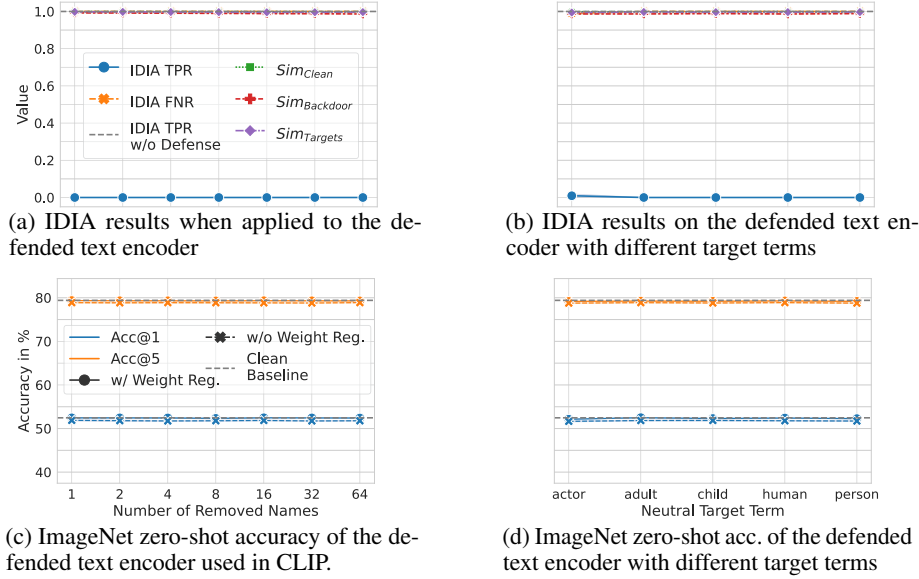 1.0
0.8
0.6
0.4
0.2
0.0
Value
IDIA TPR
IDIA FNR
IDIA TPR
w/o Defense
Sim_Clean
Sim_Backdoor
Sim_Targets
(a) IDIA results when applied to the de-
fended text encoder
(b) IDIA results on the defended text en-
coder with different target terms
80
70
60
50
40
Accuracy in %
Acc@1
Acc@5
w/ Weight Reg.
w/o Weight Reg.
Clean
Baseline
1 2 4 8 16 32 64
Number of Removed Names
actor adult child human person
Neutral Target Term
(c) ImageNet zero-shot accuracy of the de-
fended text encoder used in CLIP.
(d) ImageNet zero-shot acc. of the defended
text encoder with different target terms